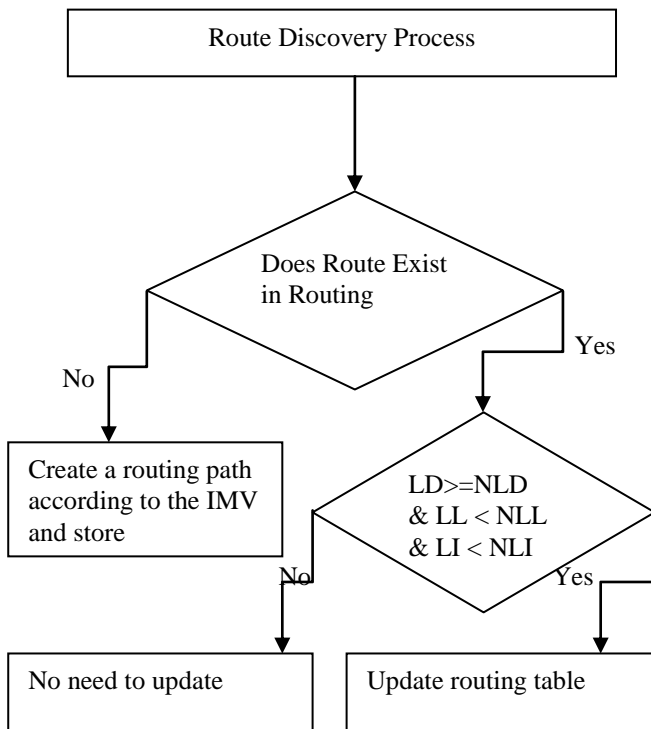 Route Discovery Process
Does Route Exist
in Routing
No
Yes
Create a routing path
according to the IMV
and store
LD>=NLD
& LL < NLL
& LI < NLI
No
Yes
No need to update
Update routing table